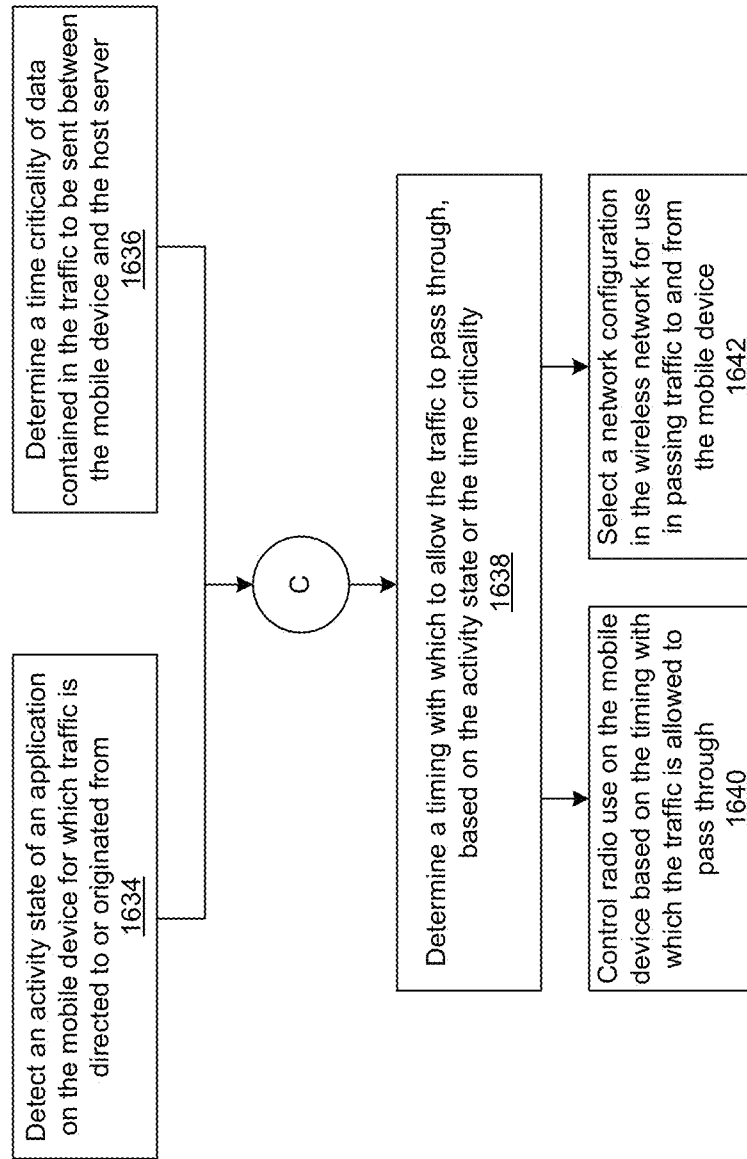 Detect an activity state of an application
on the mobile device for which traffic is
directed to or originated from
1634
Determine a time criticality of data
contained in the traffic to be sent between
the mobile device and the host server
1636
C
Determine a timing with which to allow the traffic to pass through,
based on the activity state or the time criticality
1638
Control radio use on the mobile
device based on the timing with
which the traffic is allowed to
pass through
1640
Select a network configuration
in the wireless network for use
in passing traffic to and from
the mobile device
1642